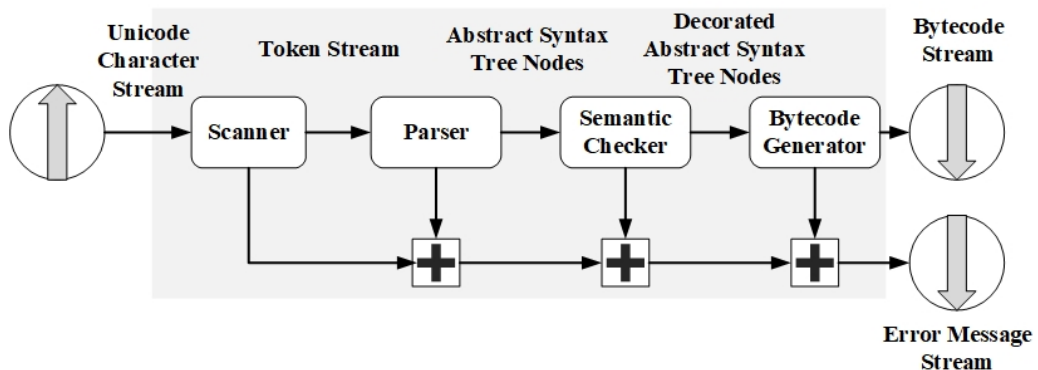 Unicode
Character
Stream
Token Stream
Abstract Syntax
Tree Nodes
Decorated
Abstract Syntax
Tree Nodes
Bytecode
Stream
Scanner
Parser
Semantic
Checker
Bytecode
Generator
Error Message
Stream